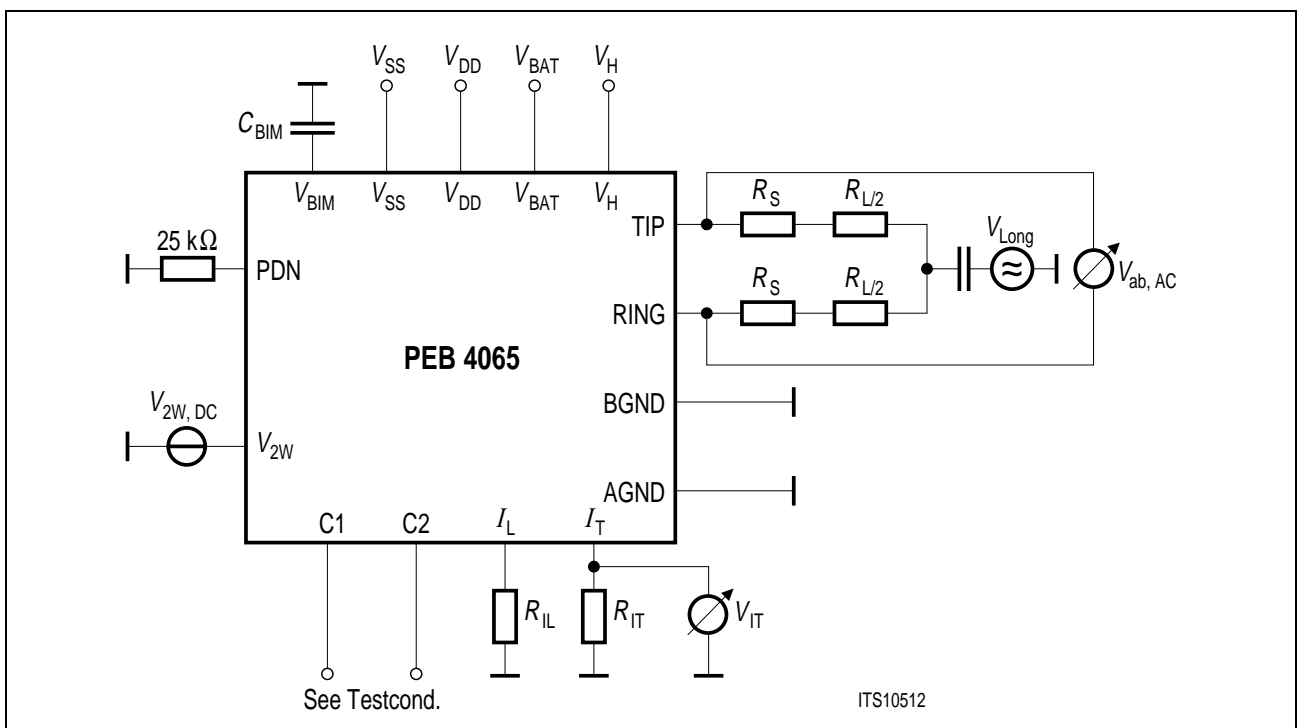 V_SS V_DD V_BAT V_H
C_BIM
V_BIM V_SS V_DD V_BAT V_H
TIP
R_S R_L/2
V_Long
25 kΩ
PDN
≈
V_ab, AC
R_S R_L/2
RING
PEB 4065
BGND
V_2W, DC
V_2W
AGND
C1 C2 I_L I_T
R_IL R_IT V_IT
See Testcond.
ITS10512